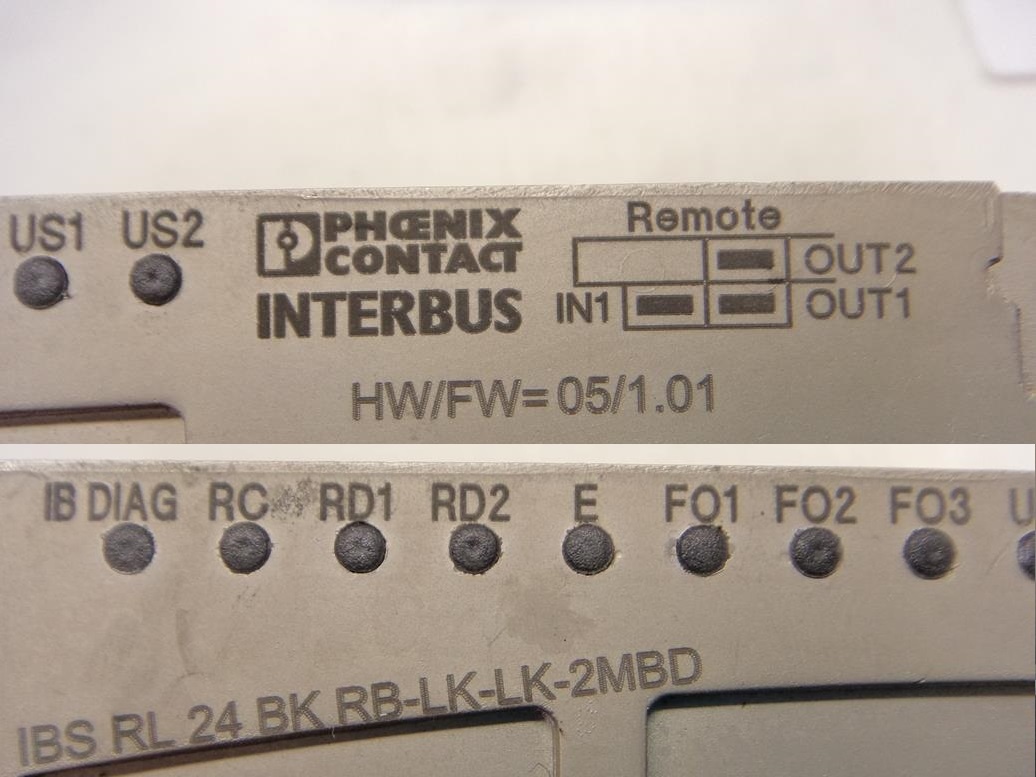 US1 US2
PHŒNIX
CONTACT
INTERBUS
Remote
OUT2
IN1 OUT1
HW/FW= 05/1.01
IB DIAG RC RD1 RD2 E FO1 FO2 FO3 U
IBS RL 24 BK RB-LK-LK-2MBD